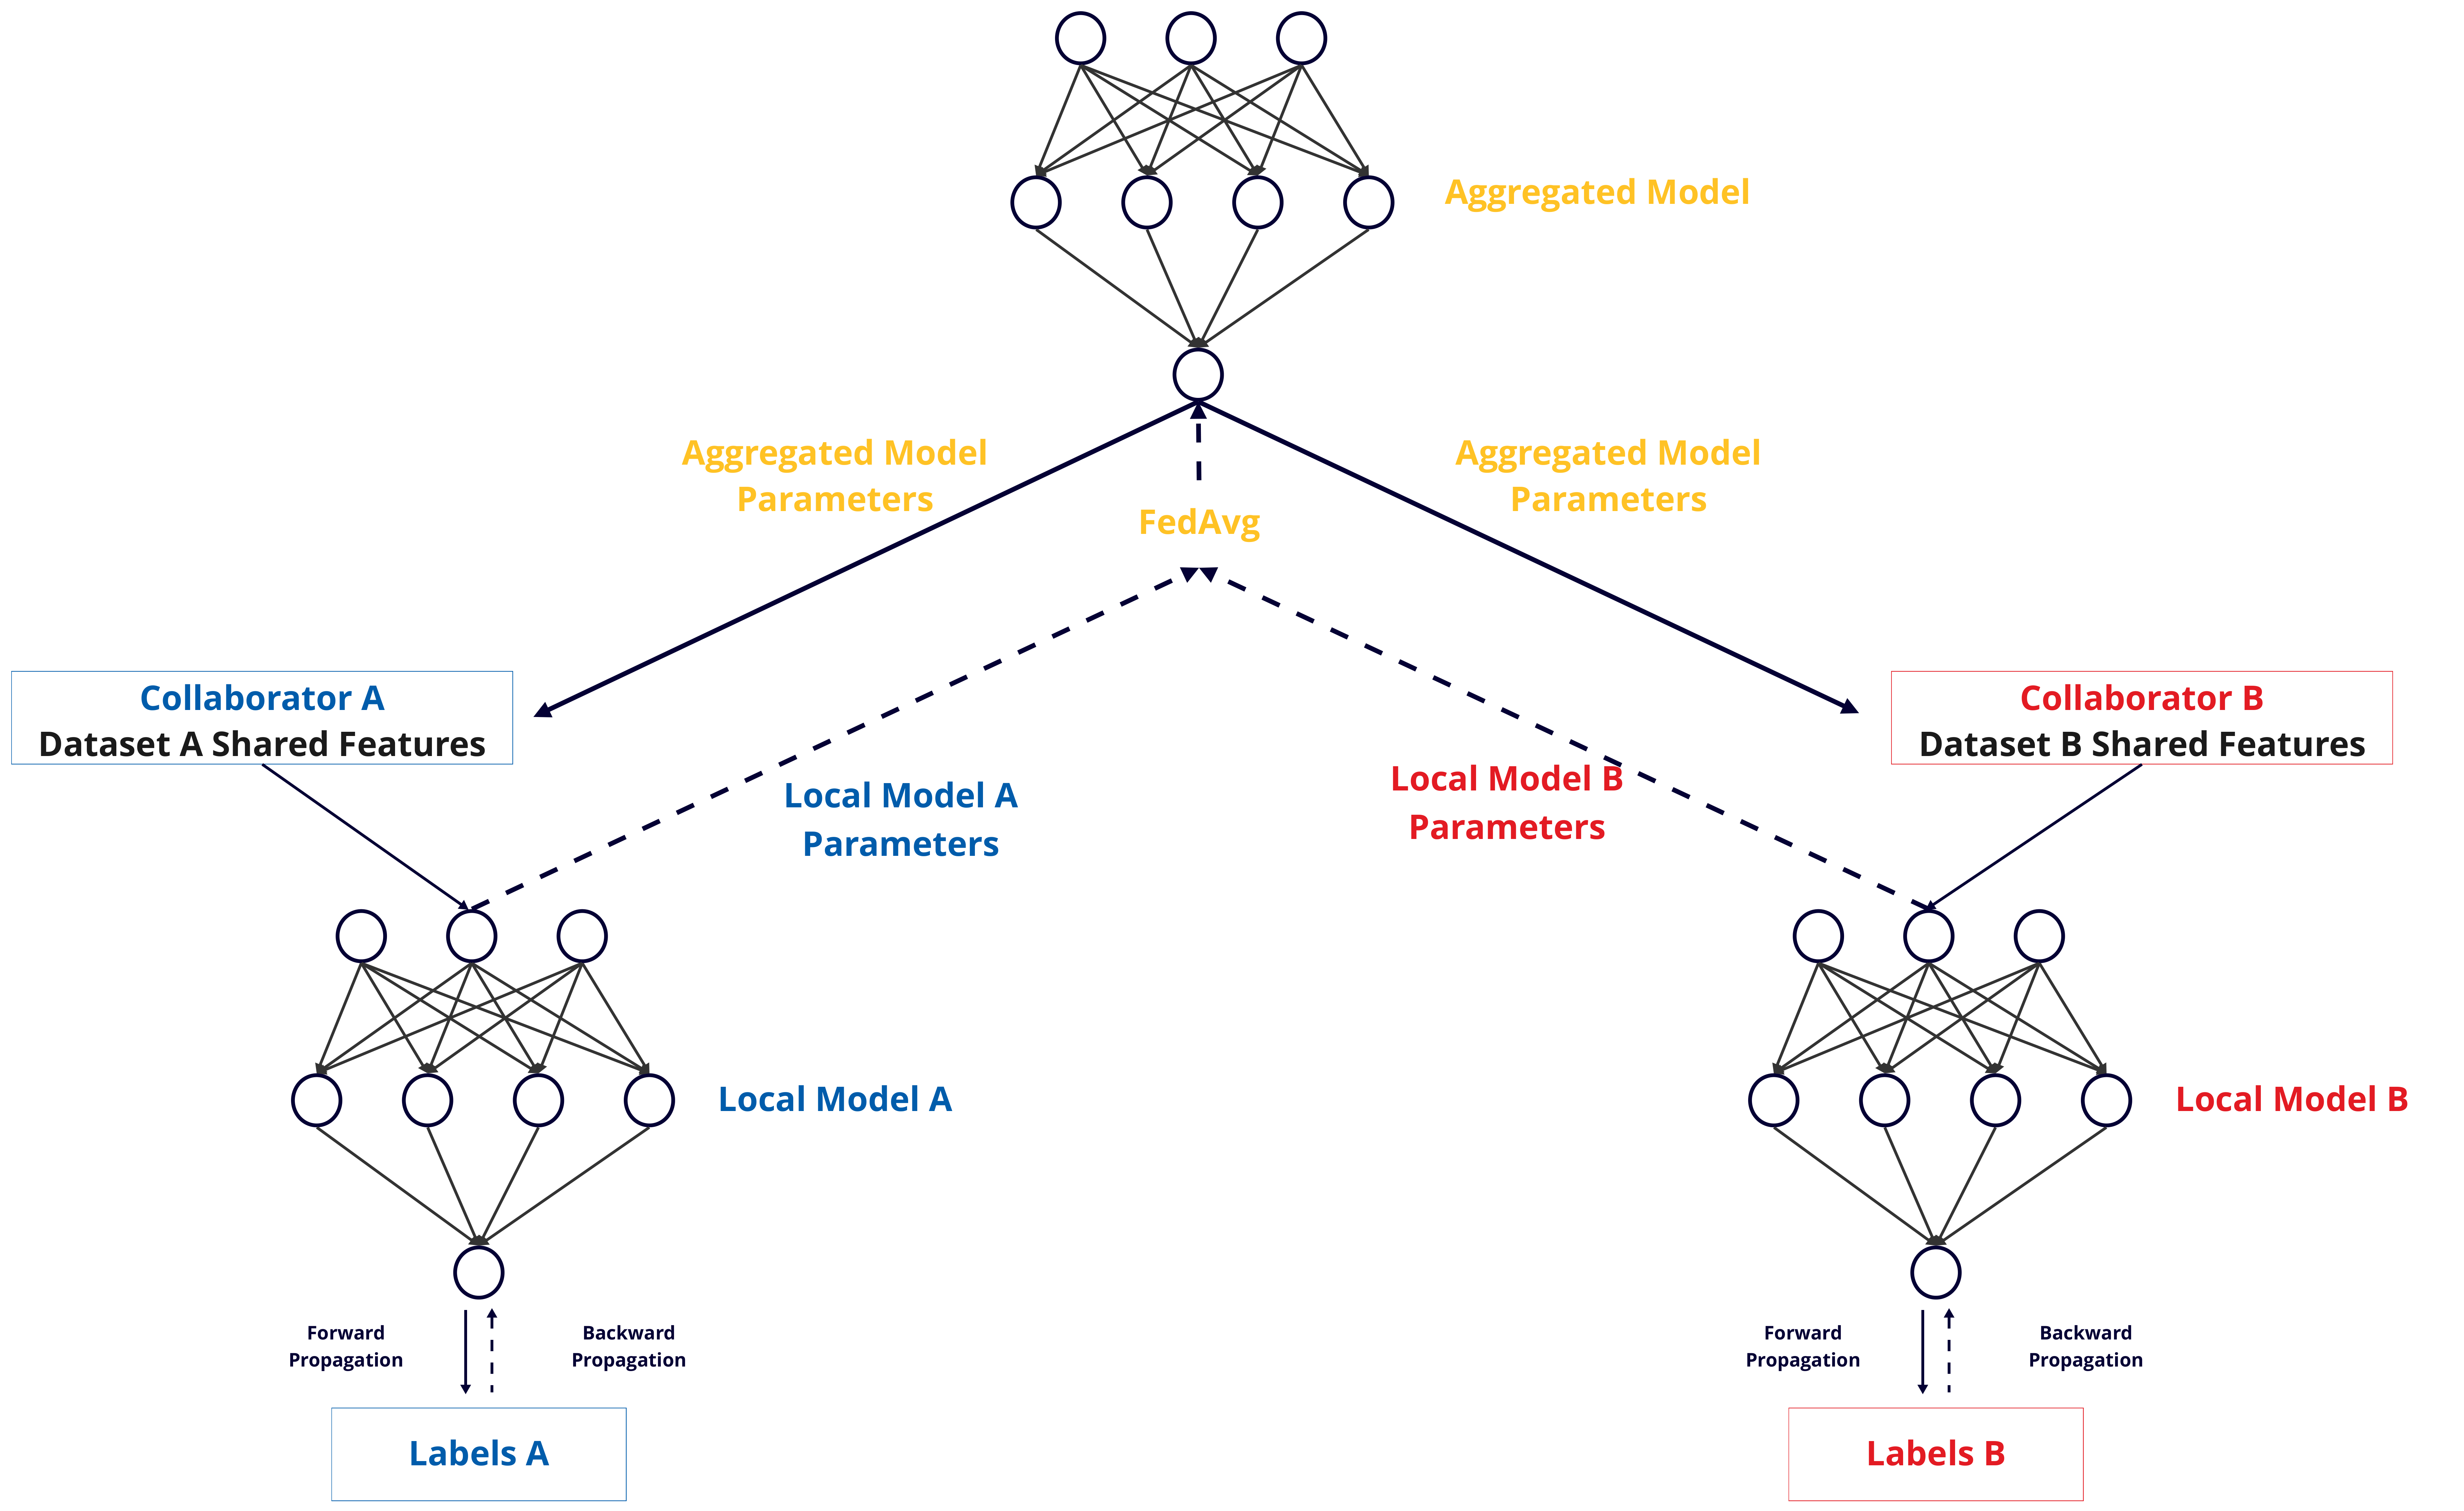 Aggregated Model
Aggregated Model
Parameters
Aggregated Model
Parameters
FedAvg
Collaborator A
Dataset A Shared Features
Collaborator B
Dataset B Shared Features
Local Model A
Parameters
Local Model B
Parameters
Local Model A
Local Model B
Forward
Propagation
Backward
Propagation
Forward
Propagation
Backward
Propagation
Labels A
Labels B